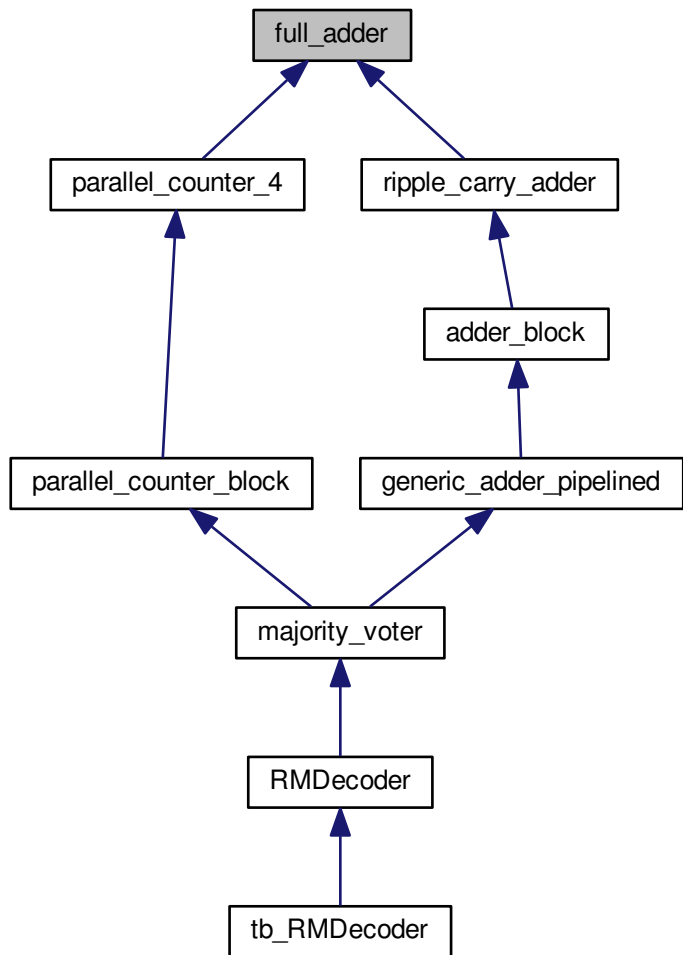 full_adder
parallel_counter_4
ripple_carry_adder
adder_block
parallel_counter_block
generic_adder_pipelined
majority_voter
RMDecoder
tb_RMDecoder